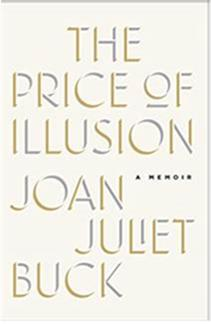 THE
PRICE OF
ILLUSION
JOAN
A MEMOIR
JULIET
BUCK